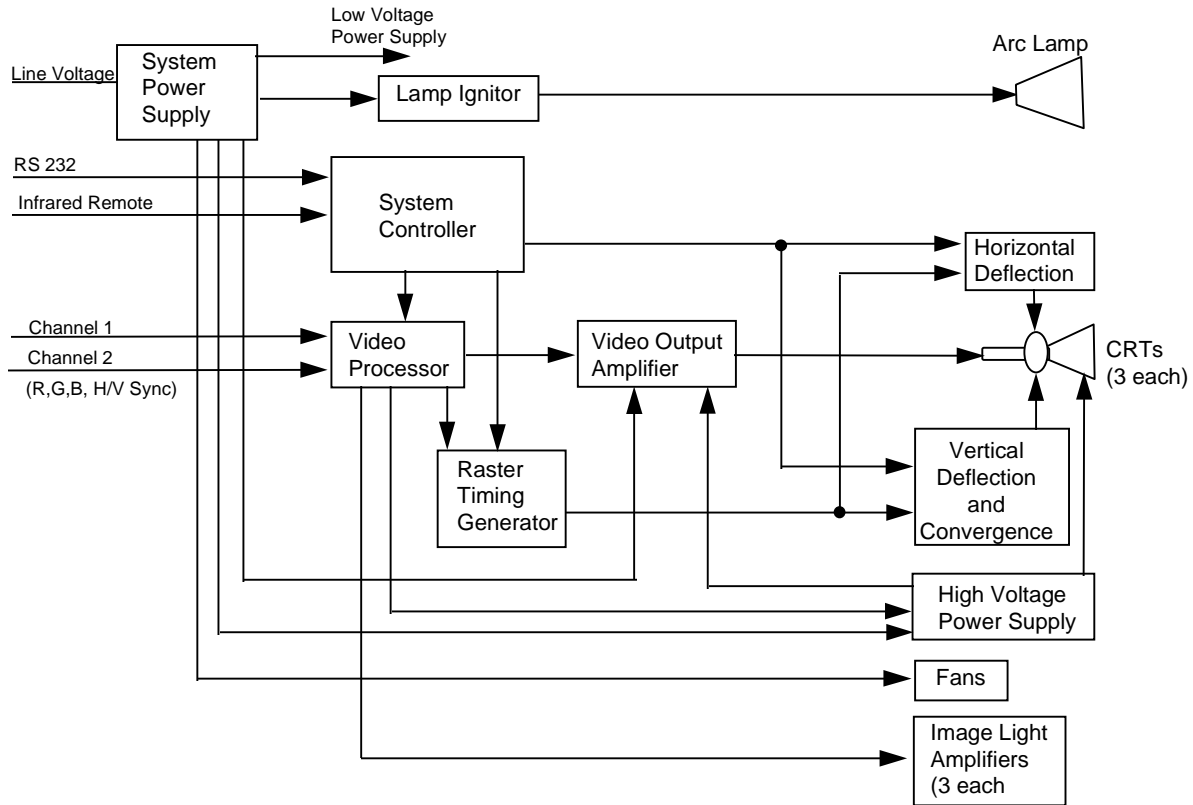 Low Voltage
Power Supply
Arc Lamp
Line Voltage
System
Power
Supply
Lamp Ignitor
RS 232
Infrared Remote
System
Controller
Horizontal
Deflection
Channel 1
Channel 2
(R,G,B, H/V Sync)
Video
Processor
Video Output
Amplifier
CRTs
(3 each)
Raster
Timing
Generator
Vertical
Deflection
and
Convergence
High Voltage
Power Supply
Fans
Image Light
Amplifiers
(3 each